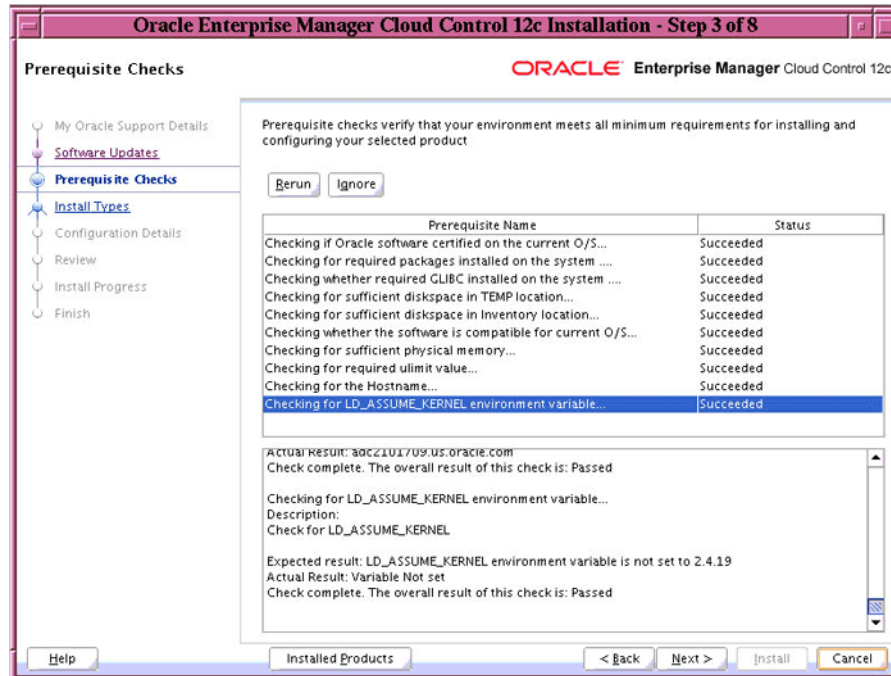 Oracle Enterprise Manager Cloud Control 12c Installation - Step 3 of 8
Prerequisite Checks
ORACLE Enterprise Manager Cloud Control 12c
My Oracle Support Details
Software Updates
Prerequisite Checks
Install Types
Configuration Details
Review
Install Progress
Finish
Prerequisite checks verify that your environment meets all minimum requirements for installing and
configuring your selected product
Rerun Ignore
Prerequisite Name Status
Checking if Oracle software certified on the current O/S... Succeeded
Checking for required packages installed on the system .... Succeeded
Checking whether required GLIBC installed on the system .... Succeeded
Checking for sufficient diskspace in TEMP location... Succeeded
Checking for sufficient diskspace in Inventory location... Succeeded
Checking whether the software is compatible for current O/S... Succeeded
Checking for sufficient physical memory... Succeeded
Checking for required ulimit value... Succeeded
Checking for the Hostname... Succeeded
Checking for LD_ASSUME_KERNEL environment variable... Succeeded
Actual Result: adc2101709.us.oracle.com
Check complete. The overall result of this check is: Passed
Checking for LD_ASSUME_KERNEL environment variable...
Description:
Check for LD_ASSUME_KERNEL
Expected result: LD_ASSUME_KERNEL environment variable is not set to 2.4.19
Actual Result: Variable Not set
Check complete. The overall result of this check is: Passed
Help Installed Products < Back Next > Install Cancel